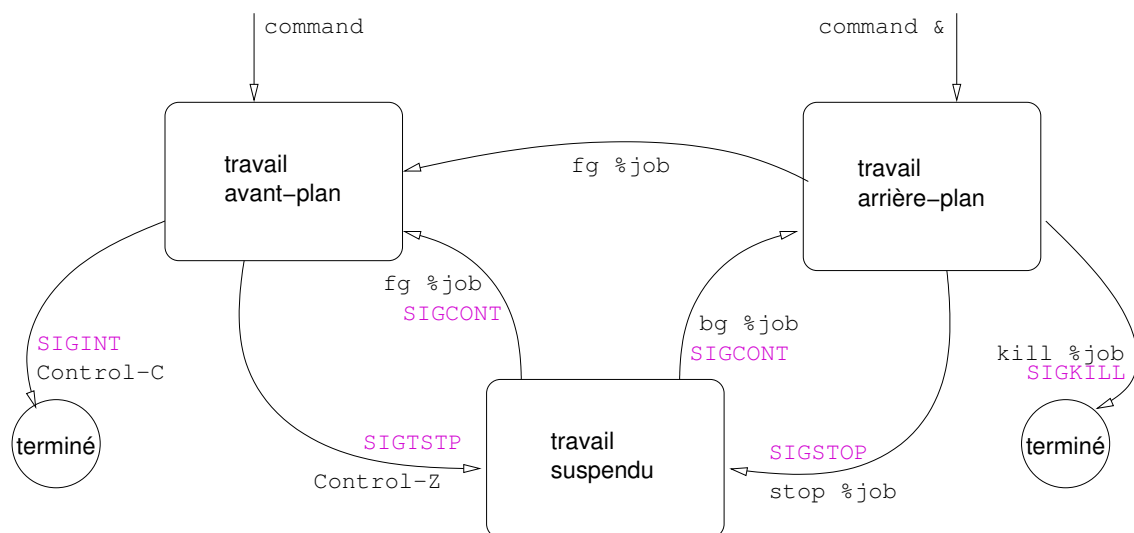 command
command &
travail
avant−plan
fg %job
travail
arrière−plan
fg %job
SIGCONT
bg %job
SIGCONT
SIGINT
Control−C
kill %job
SIGKILL
terminé
SIGTSTP
Control−Z
travail
suspendu
SIGSTOP
stop %job
terminé